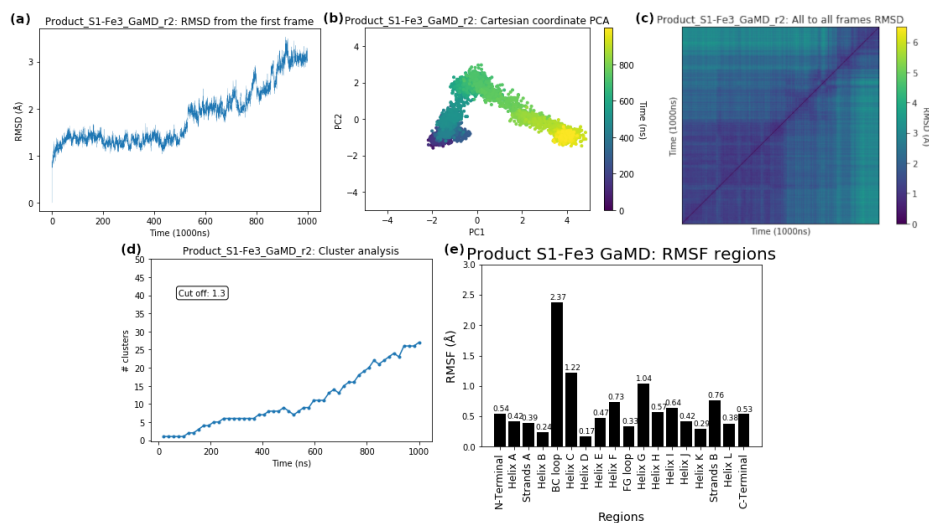 (a) Product_S1-Fe3_GaMD_r2: RMSD from the first frame
RMSD (Å)
3
2
1
0
0 200 400 600 800 1000
Time (1000ns)
(b) Product_S1-Fe3_GaMD_r2: Cartesian coordinate PCA
PC2
4
2
0
−2
−4
−4 −2 0 2 4
PC1
800
600
400
200
0
Time (ns)
(c) Product_S1-Fe3_GaMD_r2: All to all frames RMSD
Time (1000ns)
Time (1000ns)
6
5
4
3
2
1
0
RMSD (Å)
(d) Product_S1-Fe3_GaMD_r2: Cluster analysis
Cut off: 1.3
# clusters
50
45
40
35
30
25
20
15
10
5
0
0 200 400 600 800 1000
Time (ns)
(e) Product S1-Fe3 GaMD: RMSF regions
RMSF (Å)
3.0
2.5
2.0
1.5
1.0
0.5
0.0
0.54
0.42
0.39
0.24
2.37
1.22
0.17
0.47
0.73
0.33
1.04
0.57
0.64
0.42
0.29
0.76
0.38
0.53
N-Terminal
Helix A
Strands A
Helix B
BC loop
Helix C
Helix D
Helix E
Helix F
FG loop
Helix G
Helix H
Helix I
Helix J
Helix K
Strands B
Helix L
C-Terminal
Regions